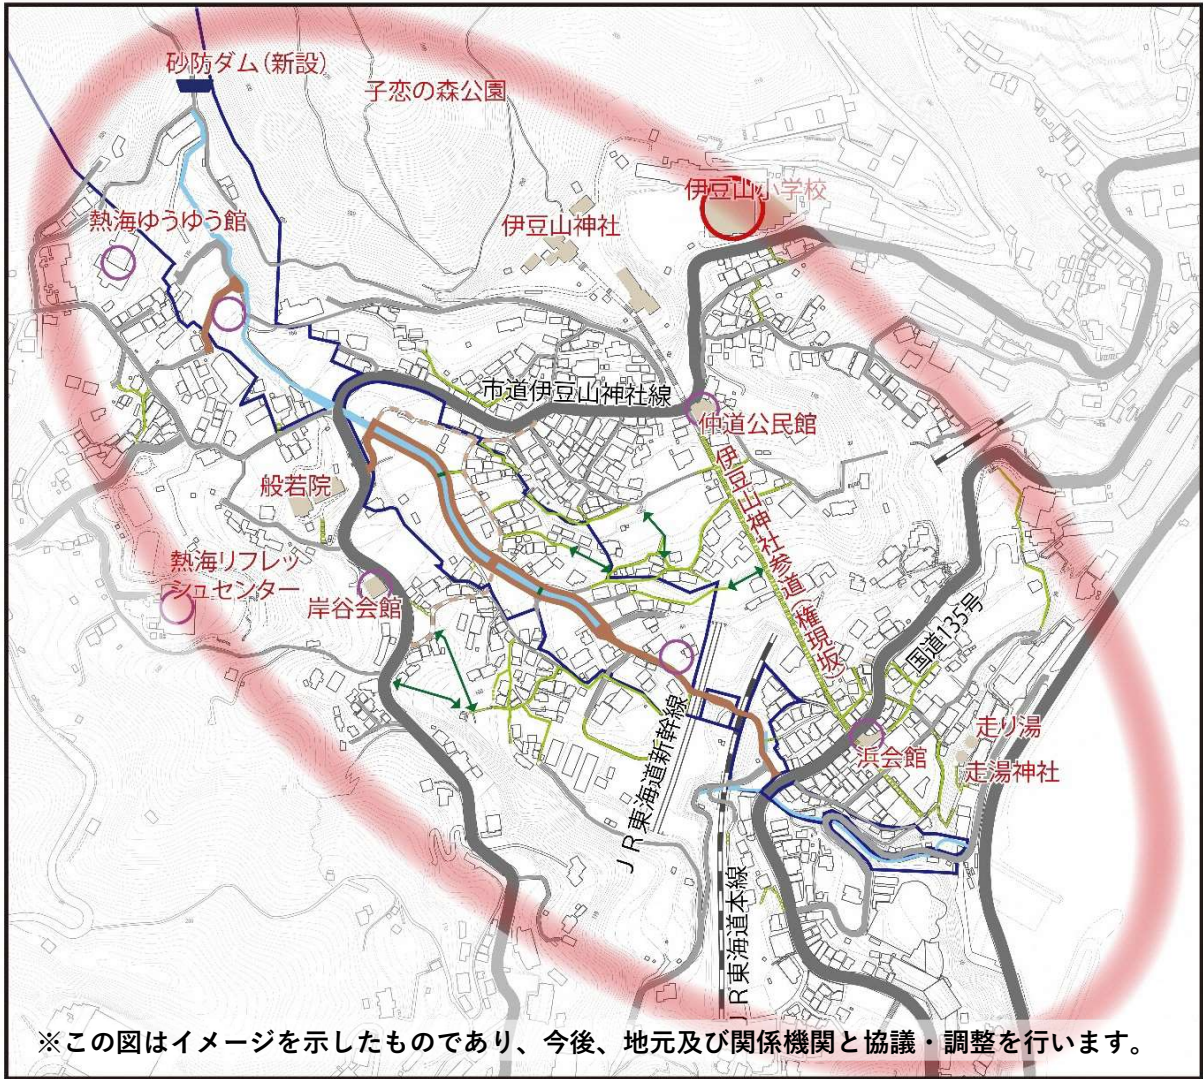 砂防ダム(新設)
子恋の森公園
伊豆山小学校
熱海ゆうゆう館
伊豆山神社
市道伊豆山神社線
仲道公民館
般若院
伊豆山神社参道(権現坂)
熱海リフレッ
シュセンター
岸谷会館
国道135号
走り湯
浜会館
走湯神社
JR東海道新幹線
JR東海道本線
※この図はイメージを示したものであり、今後、地元及び関係機関と協議・調整を行います。